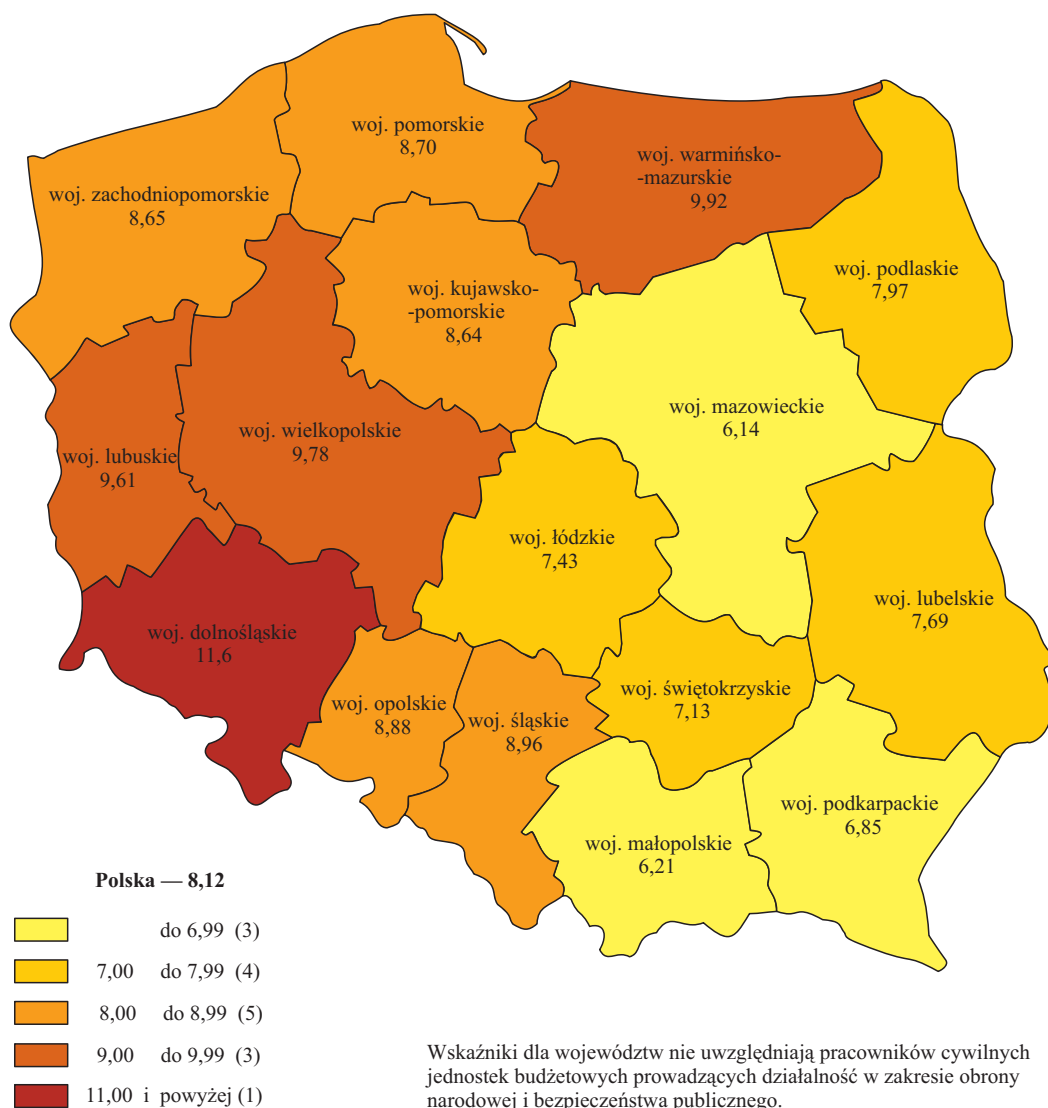 woj. pomorskie
8,70
woj. warmińsko-
-mazurskie
9,92
woj. zachodniopomorskie
8,65
woj. podlaskie
7,97
woj. kujawsko-
-pomorskie
8,64
woj. mazowieckie
6,14
woj. wielkopolskie
9,78
woj. lubuskie
9,61
woj. łódzkie
7,43
woj. lubelskie
7,69
woj. dolnośląskie
11,6
woj. świętokrzyskie
7,13
woj. opolskie
8,88
woj. śląskie
8,96
woj. podkarpackie
6,85
woj. małopolskie
6,21
Polska — 8,12
do 6,99 (3)
7,00 do 7,99 (4)
8,00 do 8,99 (5)
9,00 do 9,99 (3)
11,00 i powyżej (1)
Wskaźniki dla województw nie uwzględniają pracowników cywilnych
jednostek budżetowych prowadzących działalność w zakresie obrony
narodowej i bezpieczeństwa publicznego.